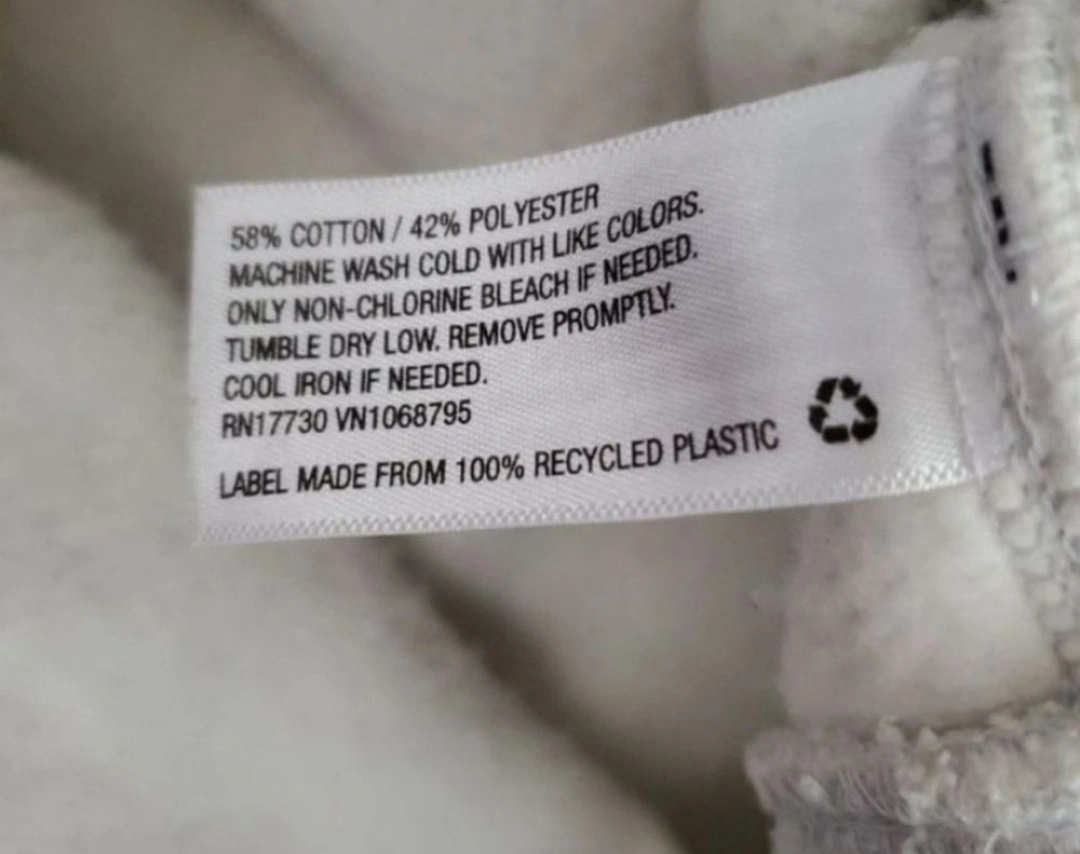 58% COTTON / 42% POLYESTER
MACHINE WASH COLD WITH LIKE COLORS.
ONLY NON-CHLORINE BLEACH IF NEEDED.
TUMBLE DRY LOW. REMOVE PROMPTLY.
COOL IRON IF NEEDED.
RN17730 VN1068795
LABEL MADE FROM 100% RECYCLED PLASTIC